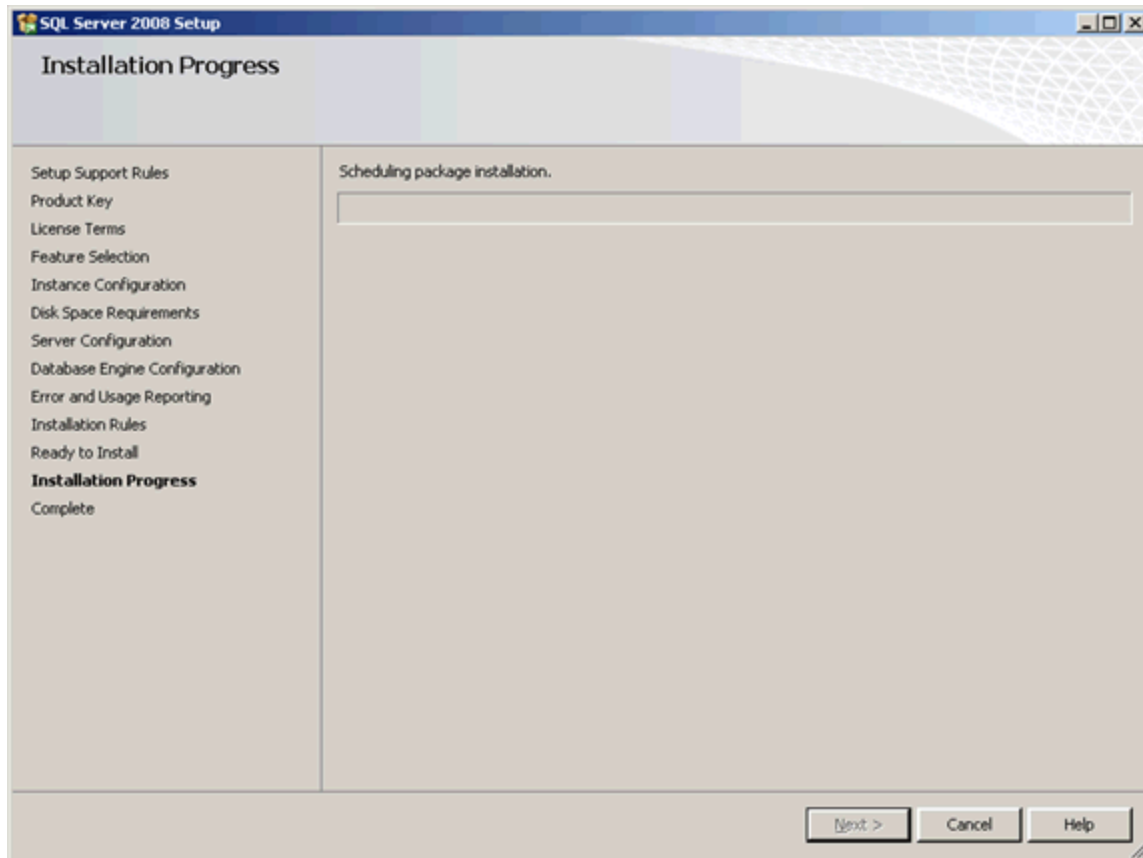 SQL Server 2008 Setup
Installation Progress
Setup Support Rules
Product Key
License Terms
Feature Selection
Instance Configuration
Disk Space Requirements
Server Configuration
Database Engine Configuration
Error and Usage Reporting
Installation Rules
Ready to Install
Installation Progress
Complete
Scheduling package installation.
Next >
Cancel
Help